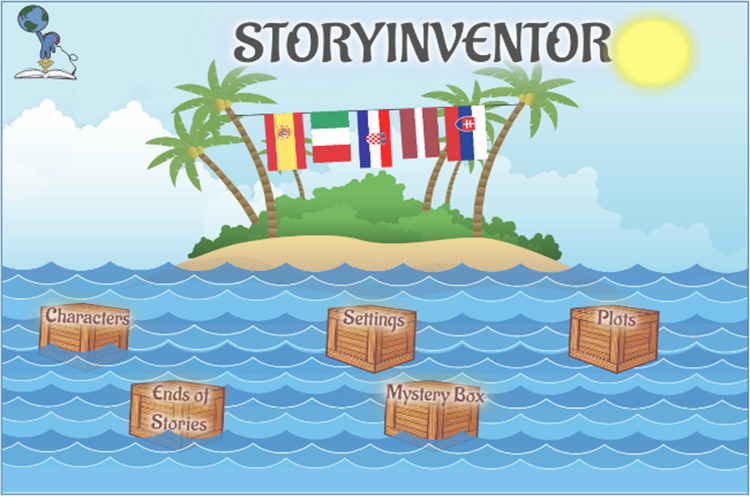 STORYINVENTOR
Characters
Settings
Plots
Ends of
Stories
Mystery Box